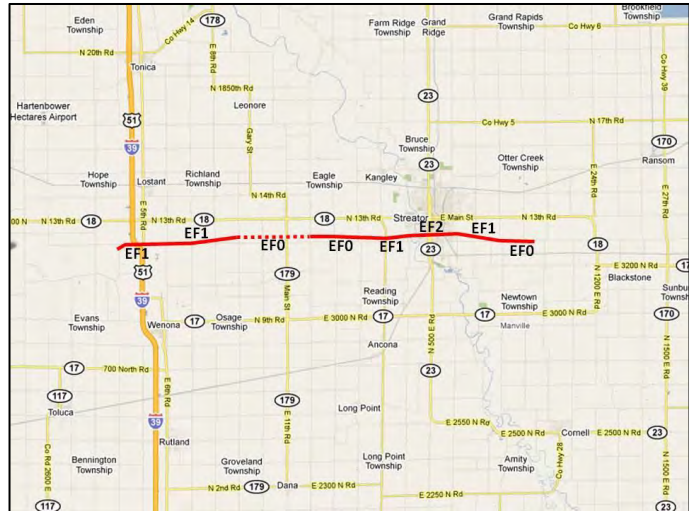 Eden
Township
178
Farm Ridge
Township
Grand
Ridge
Grand Rapids
Township
Brookfield
Township
Co Hwy 6
Co Hwy 14
N 20th Rd
E 8th Rd
Tonica
Co Hwy 39
N 1850th Rd
Leonore
23
Hartenbower
Hectares Airport
51
39
Gary St
Co Hwy 5
N 17th Rd
Bruce
Township
170
23
Otter Creek
Township
Ransom
Hope
Township
Lostant
Richland
Township
Eagle
Township
Kangley
E 24th Rd
E 27th Rd
N 14th Rd
E 5th Rd
00 N
N 13th Rd
18
N 13th Rd
18
18
N 13th Rd
Streator
E Main St
N 13th Rd
EF1
EF1
EF0
EF0
EF1
EF2
EF1
EF0
23
18
51
179
Main St
E 3200 N Rd
17
Blackstone
N 1200 E Rd
39
Reading
Township
Newtown
Township
Sunbu
Townsh
Evans
Township
Wenona
17
Osage
Township
N 9th Rd
E 3000 N Rd
17
17
E 3000 N Rd
170
Manville
N 500 E Rd
Ancona
N 1500 E Rd
17
700 North Rd
23
117
Toluca
E 6th Rd
179
39
Rutland
E 11th Rd
Long Point
E 2550 N Rd
E 2500 N Rd
Cornell
E 2500 N Rd
23
Co Rd 2600 E
Bennington
Township
Groveland
Township
Long Point
Township
Amity
Township
Co Hwy 28
N 1500 E Rd
N 2nd Rd
179
Dana
E 2300 N Rd
E 2250 N Rd
117
23